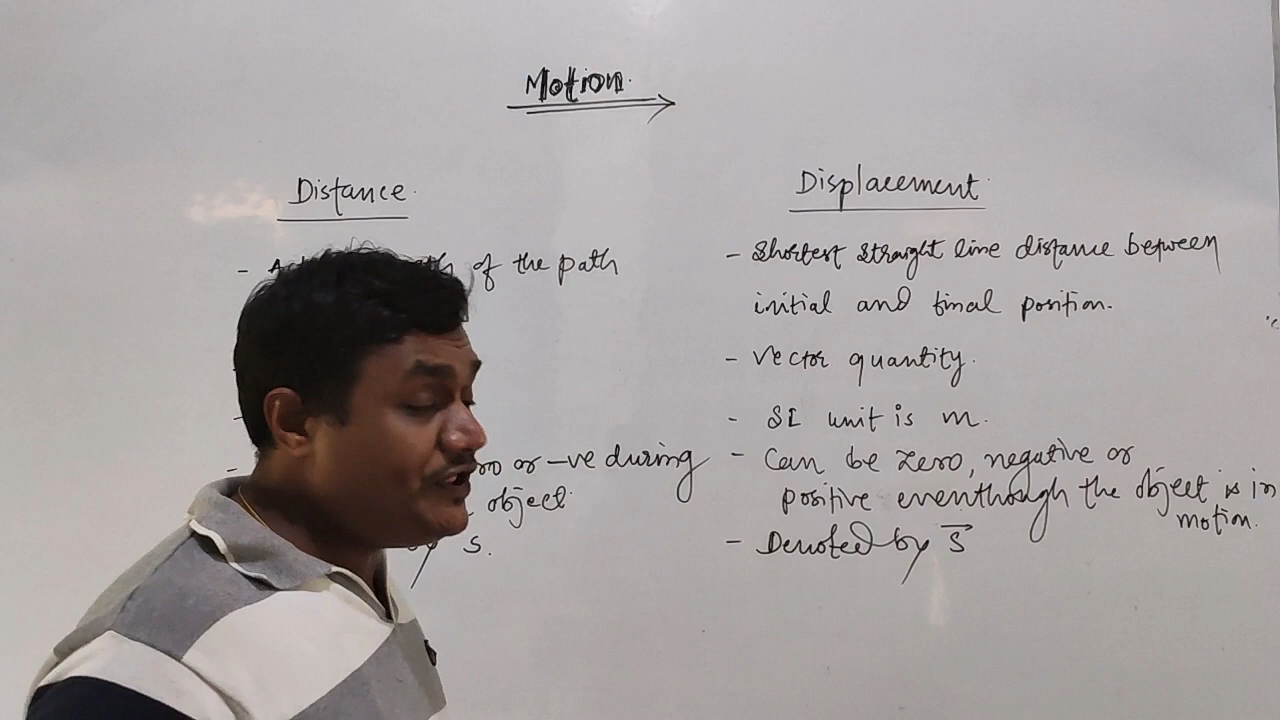 Motion.
Distance.
of the path
or -ve during
object.
by s.
Displacement.
- Shortest straight line distance between
initial and final position.
- Vector quantity.
- SI unit is m.
- Can be zero, negative or
positive eventhough the object is in
motion.
- Denoted by s⃗